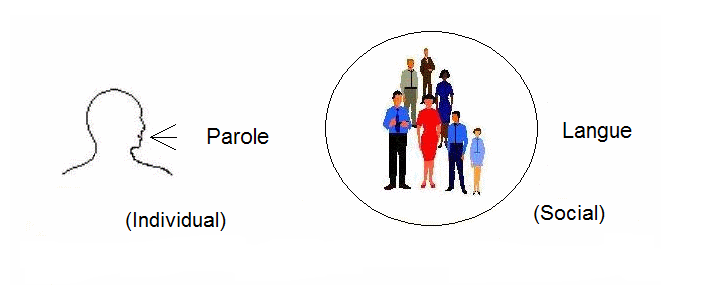 Parole
(Individual)
Langue
(Social)